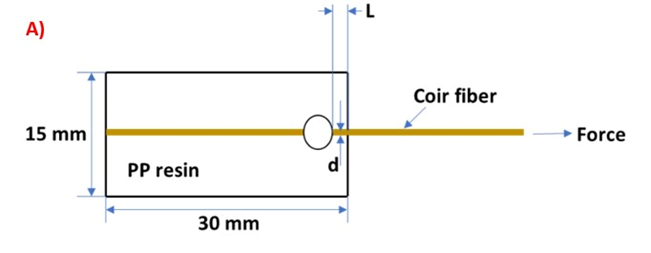 A)
L
Coir fiber
15 mm
Force
PP resin
d
30 mm